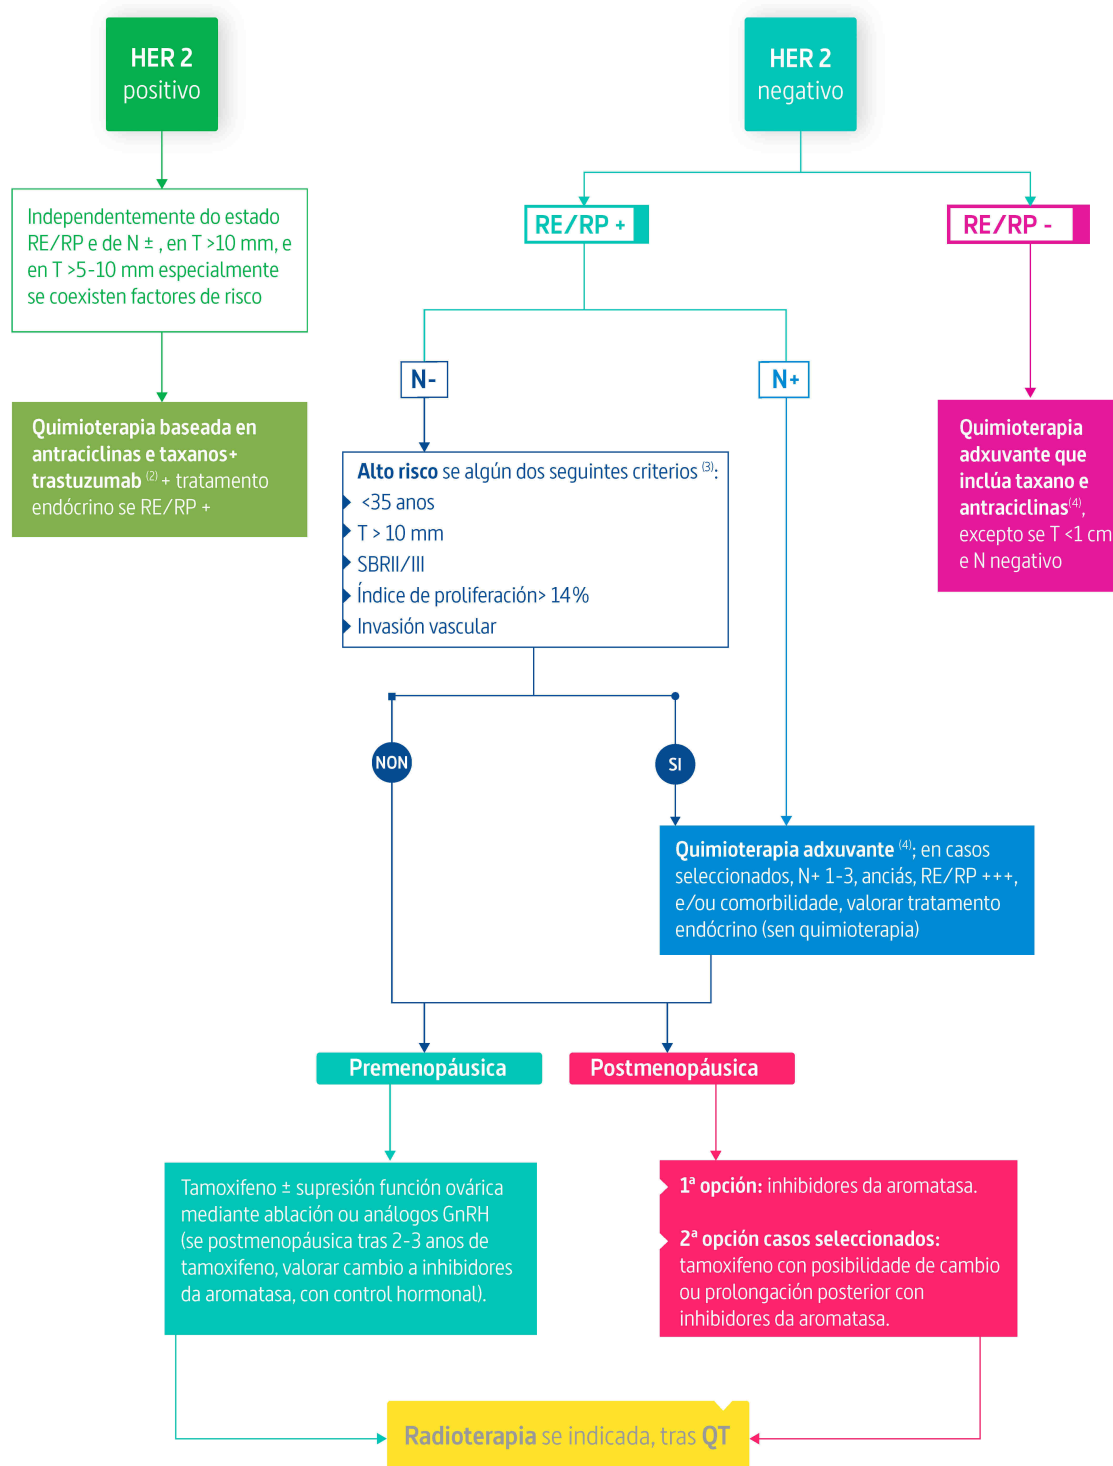 HER 2
positivo
HER 2
negativo
Independentemente do estado
RE/RP e de N ± , en T >10 mm, e
en T >5-10 mm especialmente
se coexisten factores de risco
RE/RP +
RE/RP -
N-
N+
Quimioterapia baseada en
antraciclinas e taxanos+
trastuzumab (2) + tratamento
endócrino se RE/RP +
Quimioterapia
adxuvante que
inclúa taxano e
antraciclinas(4),
excepto se T <1 cm
e N negativo
Alto risco se algún dos seguintes criterios (3):
<35 anos
T > 10 mm
SBRII/III
Índice de proliferación> 14%
Invasión vascular
NON
SI
Quimioterapia adxuvante (4); en casos
seleccionados, N+ 1-3, anciás, RE/RP +++,
e/ou comorbilidade, valorar tratamento
endócrino (sen quimioterapia)
Premenopáusica
Postmenopáusica
Tamoxifeno ± supresión función ovárica
mediante ablación ou análogos GnRH
(se postmenopáusica tras 2-3 anos de
tamoxifeno, valorar cambio a inhibidores
da aromatasa, con control hormonal).
1ª opción: inhibidores da aromatasa.
2ª opción casos seleccionados:
tamoxifeno con posibilidade de cambio
ou prolongación posterior con
inhibidores da aromatasa.
Radioterapia se indicada, tras QT